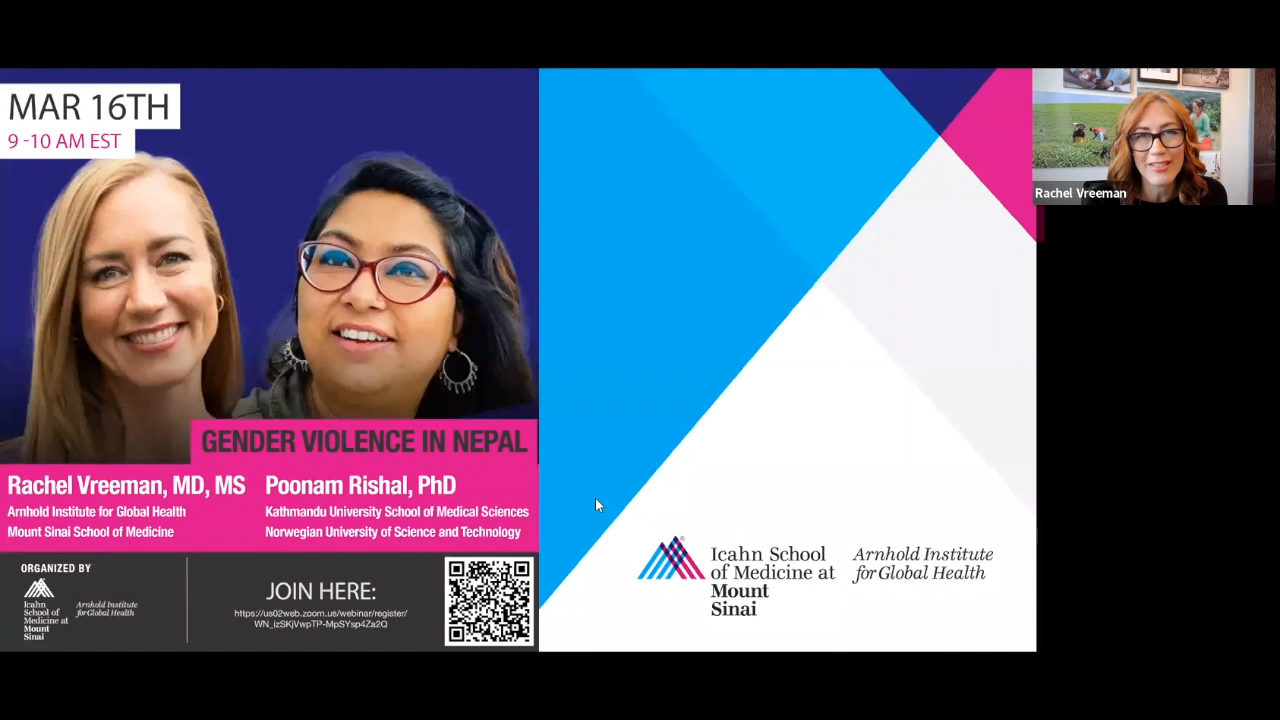 MAR 16TH
9 -10 AM EST
GENDER VIOLENCE IN NEPAL
Rachel Vreeman, MD, MS
Arnhold Institute for Global Health
Mount Sinai School of Medicine
Poonam Rishal, PhD
Kathmandu University School of Medical Sciences
Norwegian University of Science and Technology
ORGANIZED BY
Icahn
School of
Medicine at
Mount
Sinai
Arnhold Institute
for Global Health
JOIN HERE:
https://us02web.zoom.us/webinar/register/
WN_izSKjVwpTP-MpSYsp4Za2Q
Icahn School
of Medicine at
Mount
Sinai
Arnhold Institute
for Global Health
Rachel Vreeman